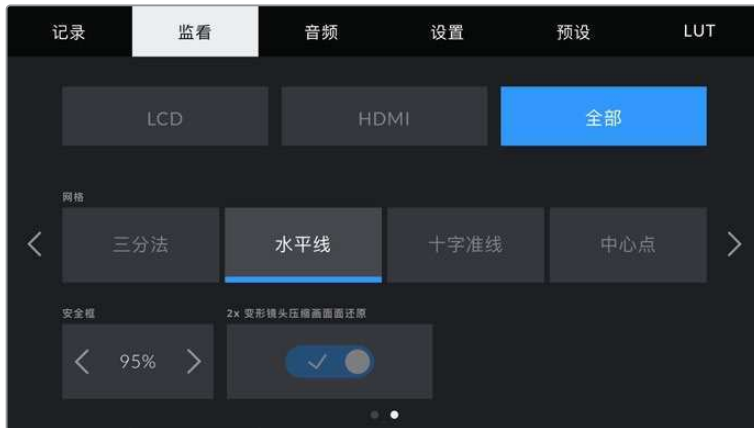 记录 监看 音频 设置 预设 LUT
LCD HDMI 全部
网格
三分法 水平线 十字准线 中心点
安全框 2x 变形镜头压缩画面面还原
95%